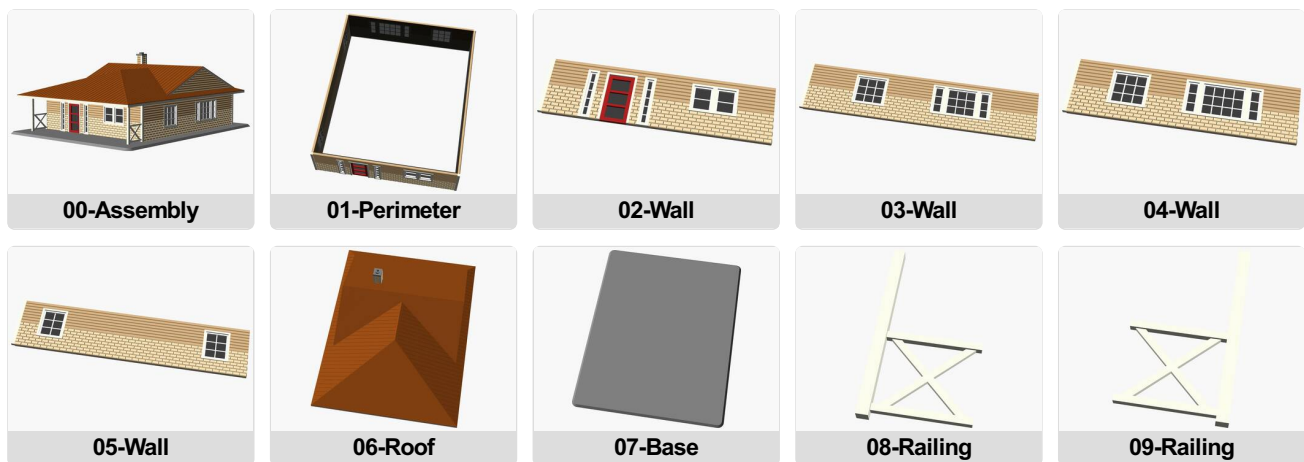 00-Assembly
01-Perimeter
02-Wall
03-Wall
04-Wall
05-Wall
06-Roof
07-Base
08-Railing
09-Railing